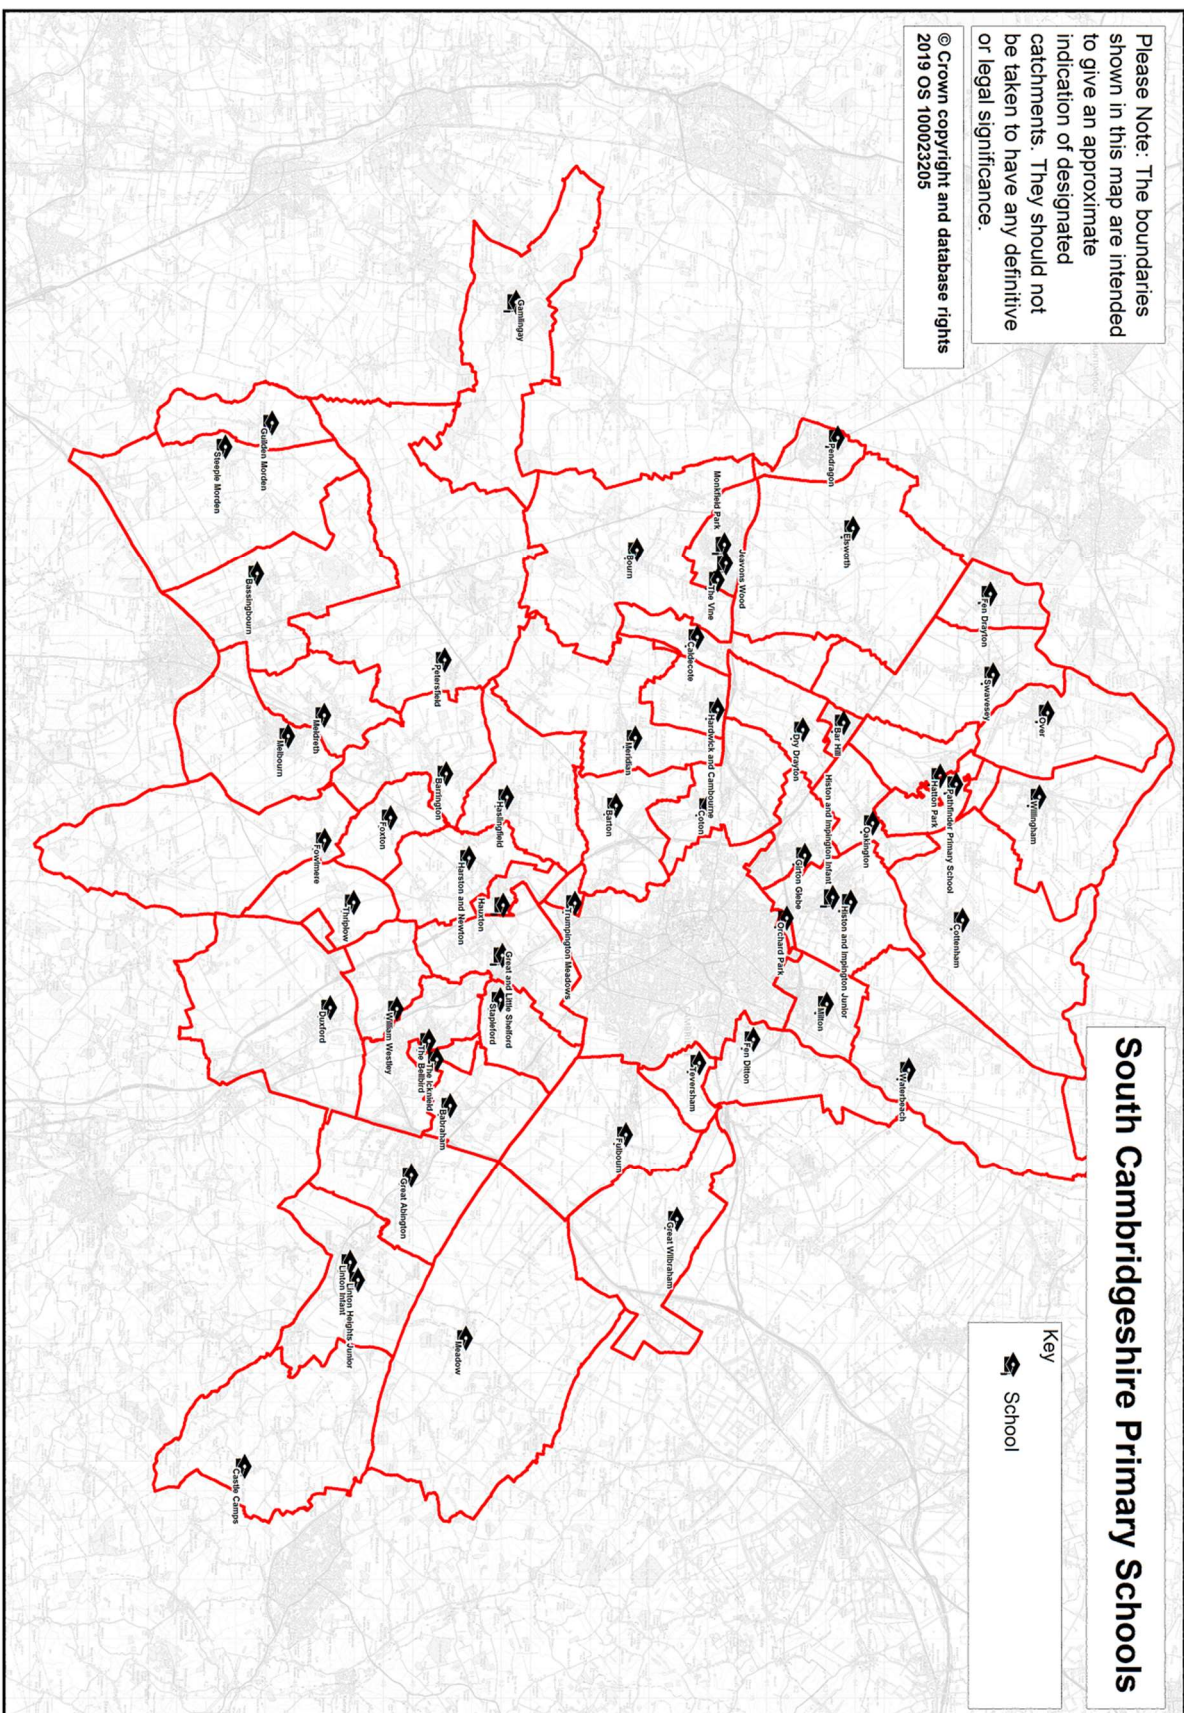 South Cambridgeshire Primary Schools
Please Note: The boundaries
shown in this map are intended
to give an approximate
indication of designated
catchments. They should not
be taken to have any definitive
or legal significance.
© Crown copyright and database rights
2019 OS 100023205
Key
School
Over
Willingham
Fen Drayton
Swavesey
Pathfinder Primary School
Hatton Park
Cottenham
Waterbeach
Pendragon
Elsworth
Bar Hill
Oakington
Histon and Impington Infant
Histon and Impington Junior
Milton
Dry Drayton
Girton Glebe
Orchard Park
Fen Ditton
Monkfield Park
Jeavons Wood
The Vine
Caldecote
Hardwick and Cambourne
Coton
Teversham
Great Wilbraham
Bourn
Meridian
Barton
Fulbourn
Trumpington Meadows
Gamlingay
Haslingfield
Hauxton
Great and Little Shelford
Stapleford
Harston and Newton
Petersfield
Barrington
Meadow
Babraham
The Icknield
The Bellbird
Great Abington
Foxton
William Westley
Linton Heights Junior
Linton Infant
Thriplow
Duxford
Meldreth
Fowlmere
Melbourn
Guilden Morden
Steeple Morden
Bassingbourn
Castle Camps